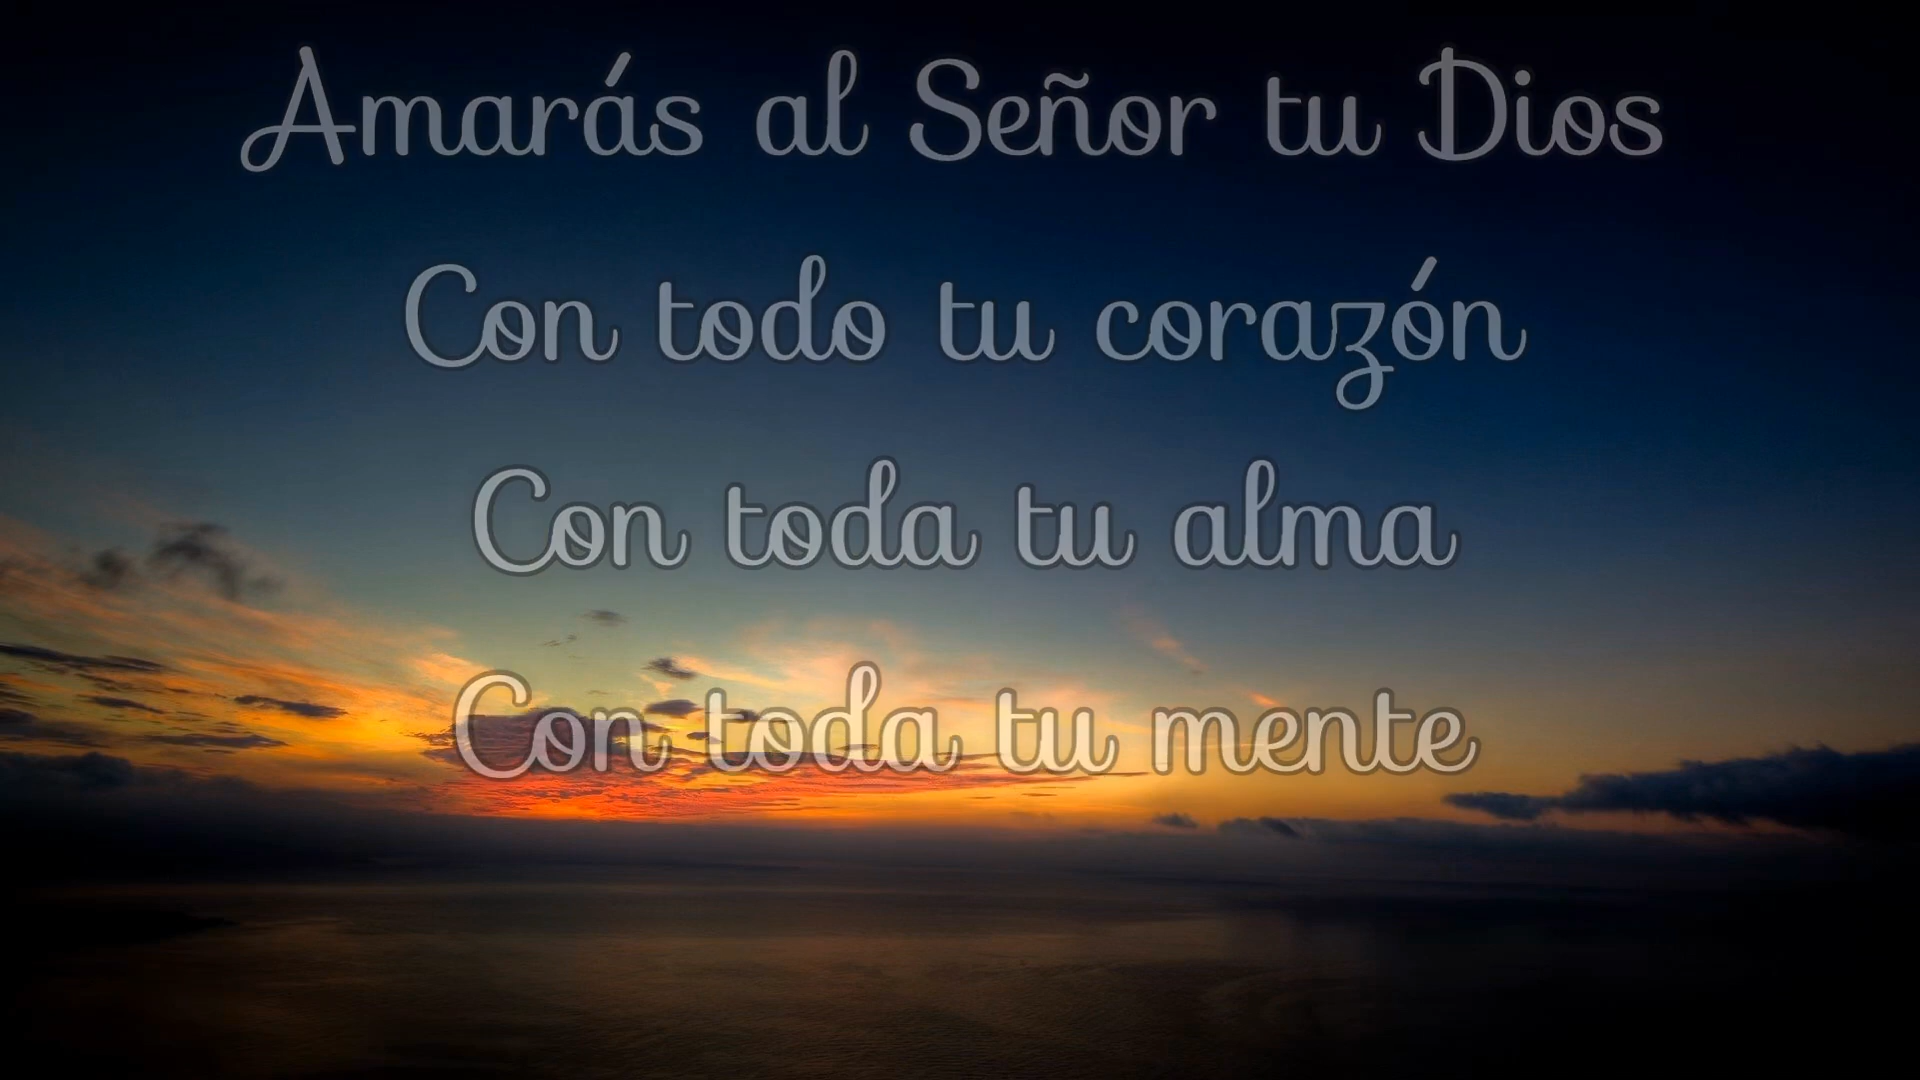 Amarás al Señor tu Dios
Con todo tu corazón
Con toda tu alma
Con toda tu mente